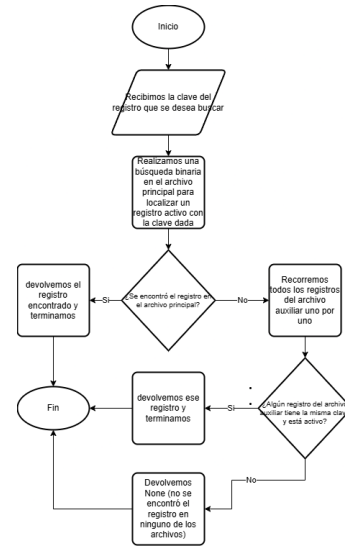 Inicio
Recibimos la clave del
registro que se desea buscar
Realizamos una
búsqueda binaria
en el archivo
principal para
localizar un
registro activo con
la clave dada
¿Se encontró el registro en
el archivo principal?
Si
No
devolvemos el
registro
encontrado y
terminamos
Recorremos
todos los registros
del archivo
auxiliar uno por
uno
¿Algún registro del archivo
auxiliar tiene la misma clave
y está activo?
Si
devolvemos ese
registro y
terminamos
Fin
No
Devolvemos
None (no se
encontró el
registro en
ninguno de los
archivos)